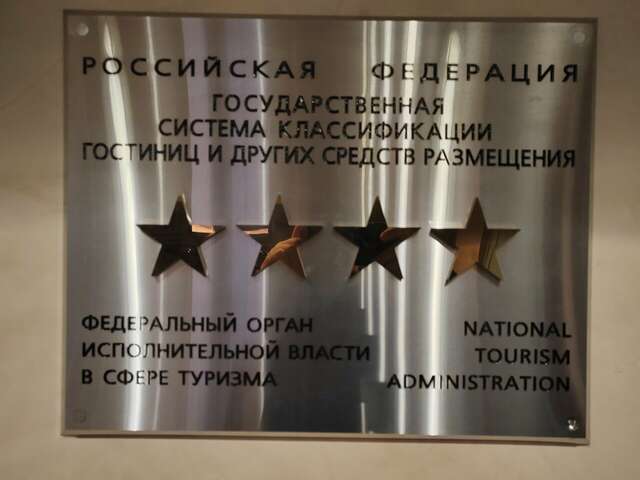 РОССИЙСКАЯ ФЕДЕРАЦИЯ
ГОСУДАРСТВЕННАЯ
СИСТЕМА КЛАССИФИКАЦИИ
ГОСТИНИЦ И ДРУГИХ СРЕДСТВ РАЗМЕЩЕНИЯ
ФЕДЕРАЛЬНЫЙ ОРГАН
ИСПОЛНИТЕЛЬНОЙ ВЛАСТИ
В СФЕРЕ ТУРИЗМА
NATIONAL
TOURISM
ADMINISTRATION